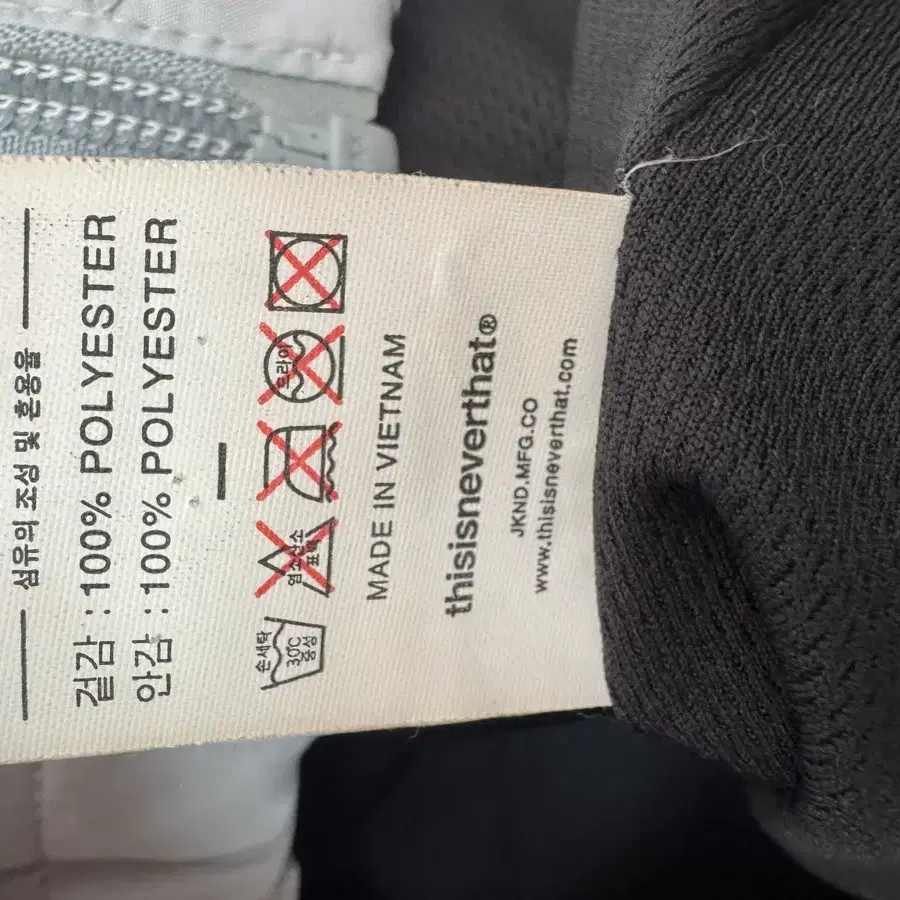 섬유의 조성 및 혼용율
겉감 : 100% POLYESTER
안감 : 100% POLYESTER
손세탁
30℃
중성
염소산소
표백
드라이
MADE IN VIETNAM
thisisneverthat®
JKND.MFG.CO
www.thisisneverthat.com